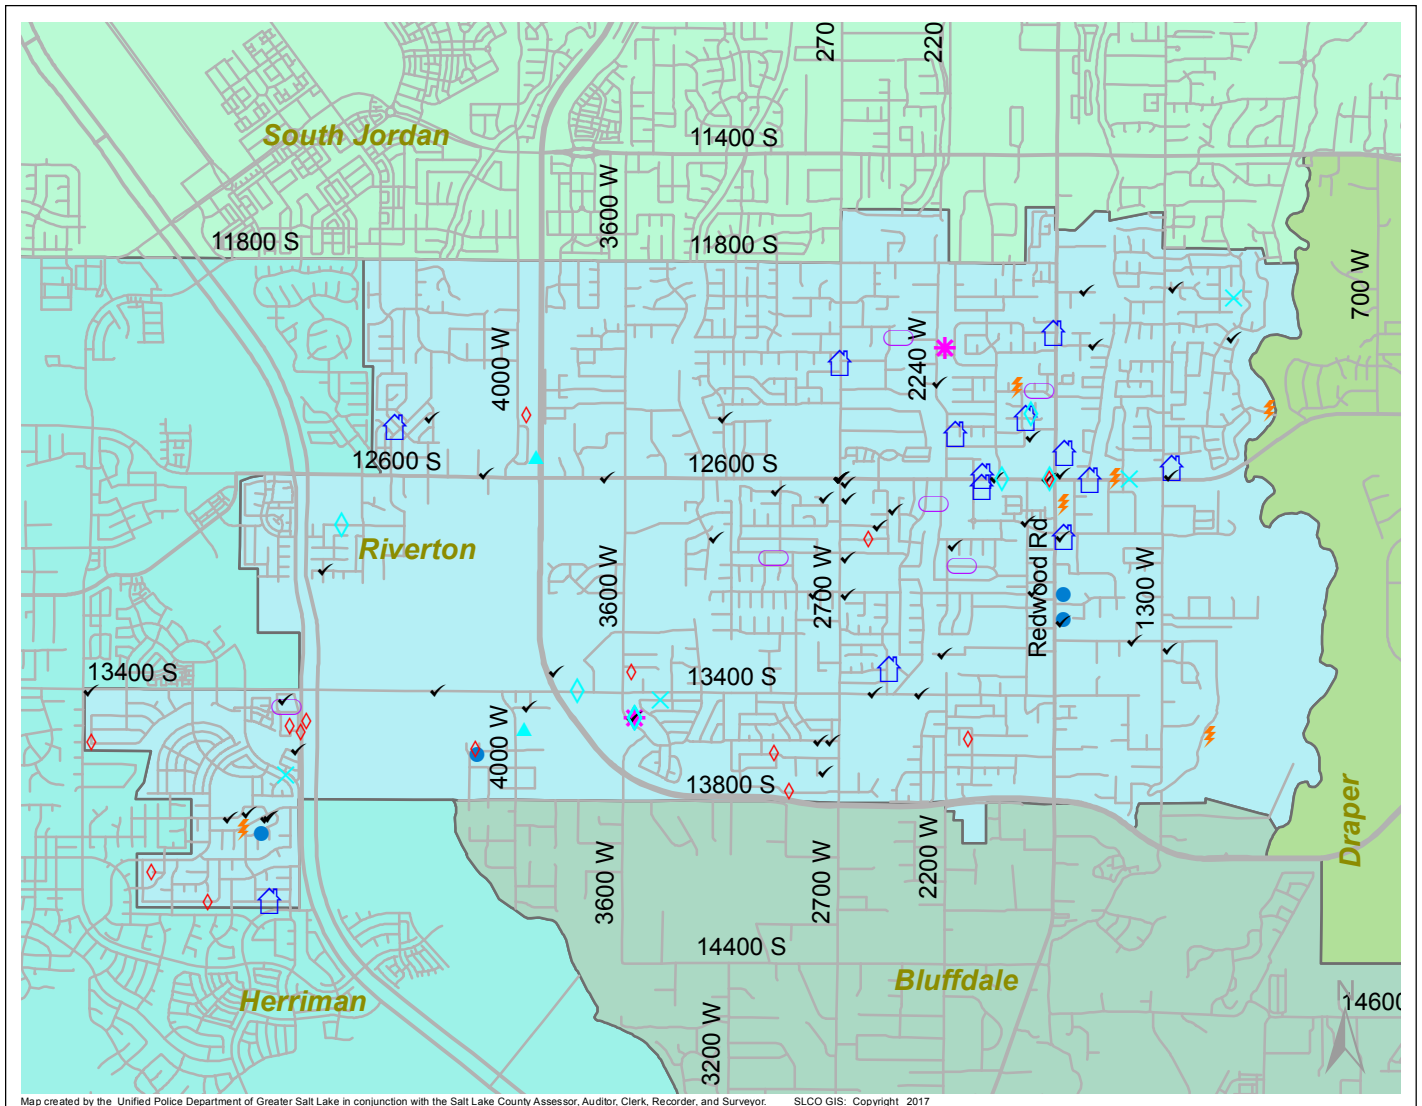 270
220
South Jordan
11400 S
3600 W
11800 S
11800 S
700 W
4000 W
2240 W
12600 S
12600 S
Riverton
3600 W
2700 W
Redwood Rd
1300 W
13400 S
13400 S
4000 W
13800 S
Draper
3600 W
2700 W
2200 W
14400 S
Bluffdale
Herriman
14600
3200 W
Map created by the Unified Police Department of Greater Salt Lake in conjunction with the Salt Lake County Assessor, Auditor, Clerk, Recorder, and Surveyor. SLCO GIS: Copyright 2017